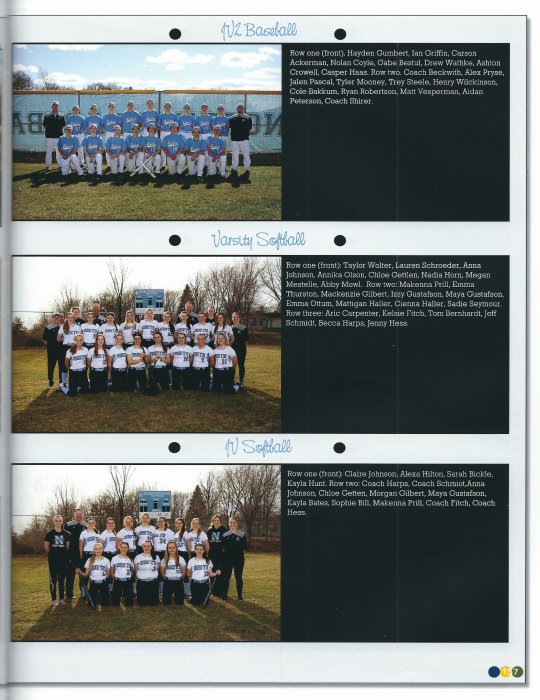 JV2 Baseball
Row one (front). Hayden Gumbert, Ian Griffin, Carson
Ackerman, Nolan Coyle, Gabe Bestul, Drew Wathke, Ashton
Crowell, Casper Haas. Row two. Coach Beckwith, Alex Pryse,
Jalen Pascal, Tyler Mooney, Trey Steele, Henry Wilckinson,
Cole Bakkum, Ryan Robertson, Matt Vesperman, Aidan
Peterson, Coach Shirer.
Varsity Softball
Row one (front): Taylor Wolter, Lauren Schroeder, Anna
Johnson, Annika Olson, Chloe Gettlen, Nadia Horn, Megan
Mestelle, Abby Mowl. Row two: Makenna Prill, Emma
Thurston, Mackenzie Gilbert, Izzy Gustafson, Maya Gustafson,
Emma Ottum, Mattigan Haller, Cienna Haller, Sadie Seymour.
Row three: Aric Carpenter, Kelsie Fitch, Tom Bernhardt, Jeff
Schmidt, Becca Harps, Jenny Hess.
JV Softball
Row one (front): Claire Johnson, Alexa Hilton, Sarah Bickle,
Kayla Hunt. Row two: Coach Harps, Coach Schmiot,Anna
Johnson, Chloe Getten, Morgan Gilbert, Maya Gustafson,
Kayla Bates, Sophie Bill, Makenna Prill, Coach Fitch, Coach
Hess.
N
157